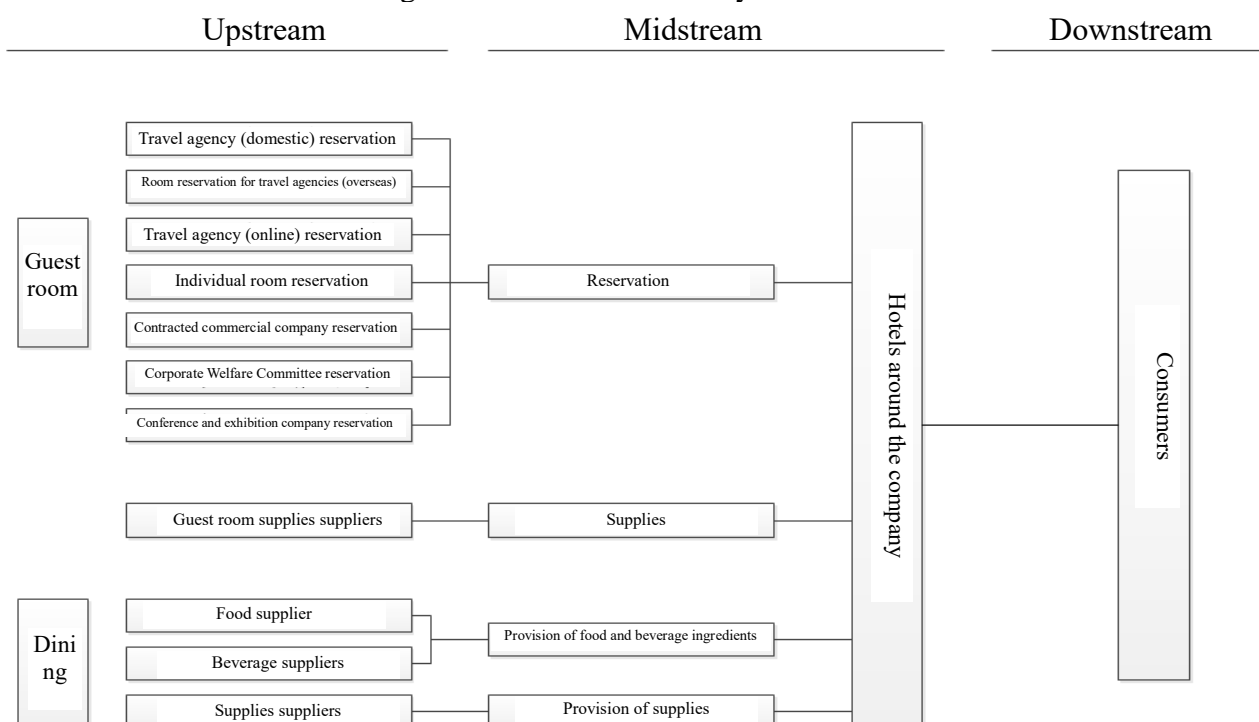 Upstream
Midstream
Downstream
Travel agency (domestic) reservation
Room reservation for travel agencies (overseas)
Travel agency (online) reservation
Guest
room
Individual room reservation
Reservation
Contracted commercial company reservation
Corporate Welfare Committee reservation
Conference and exhibition company reservation
Hotels around the company
Consumers
Guest room supplies suppliers
Supplies
Food supplier
Beverage suppliers
Provision of food and beverage ingredients
Dini
ng
Supplies suppliers
Provision of supplies